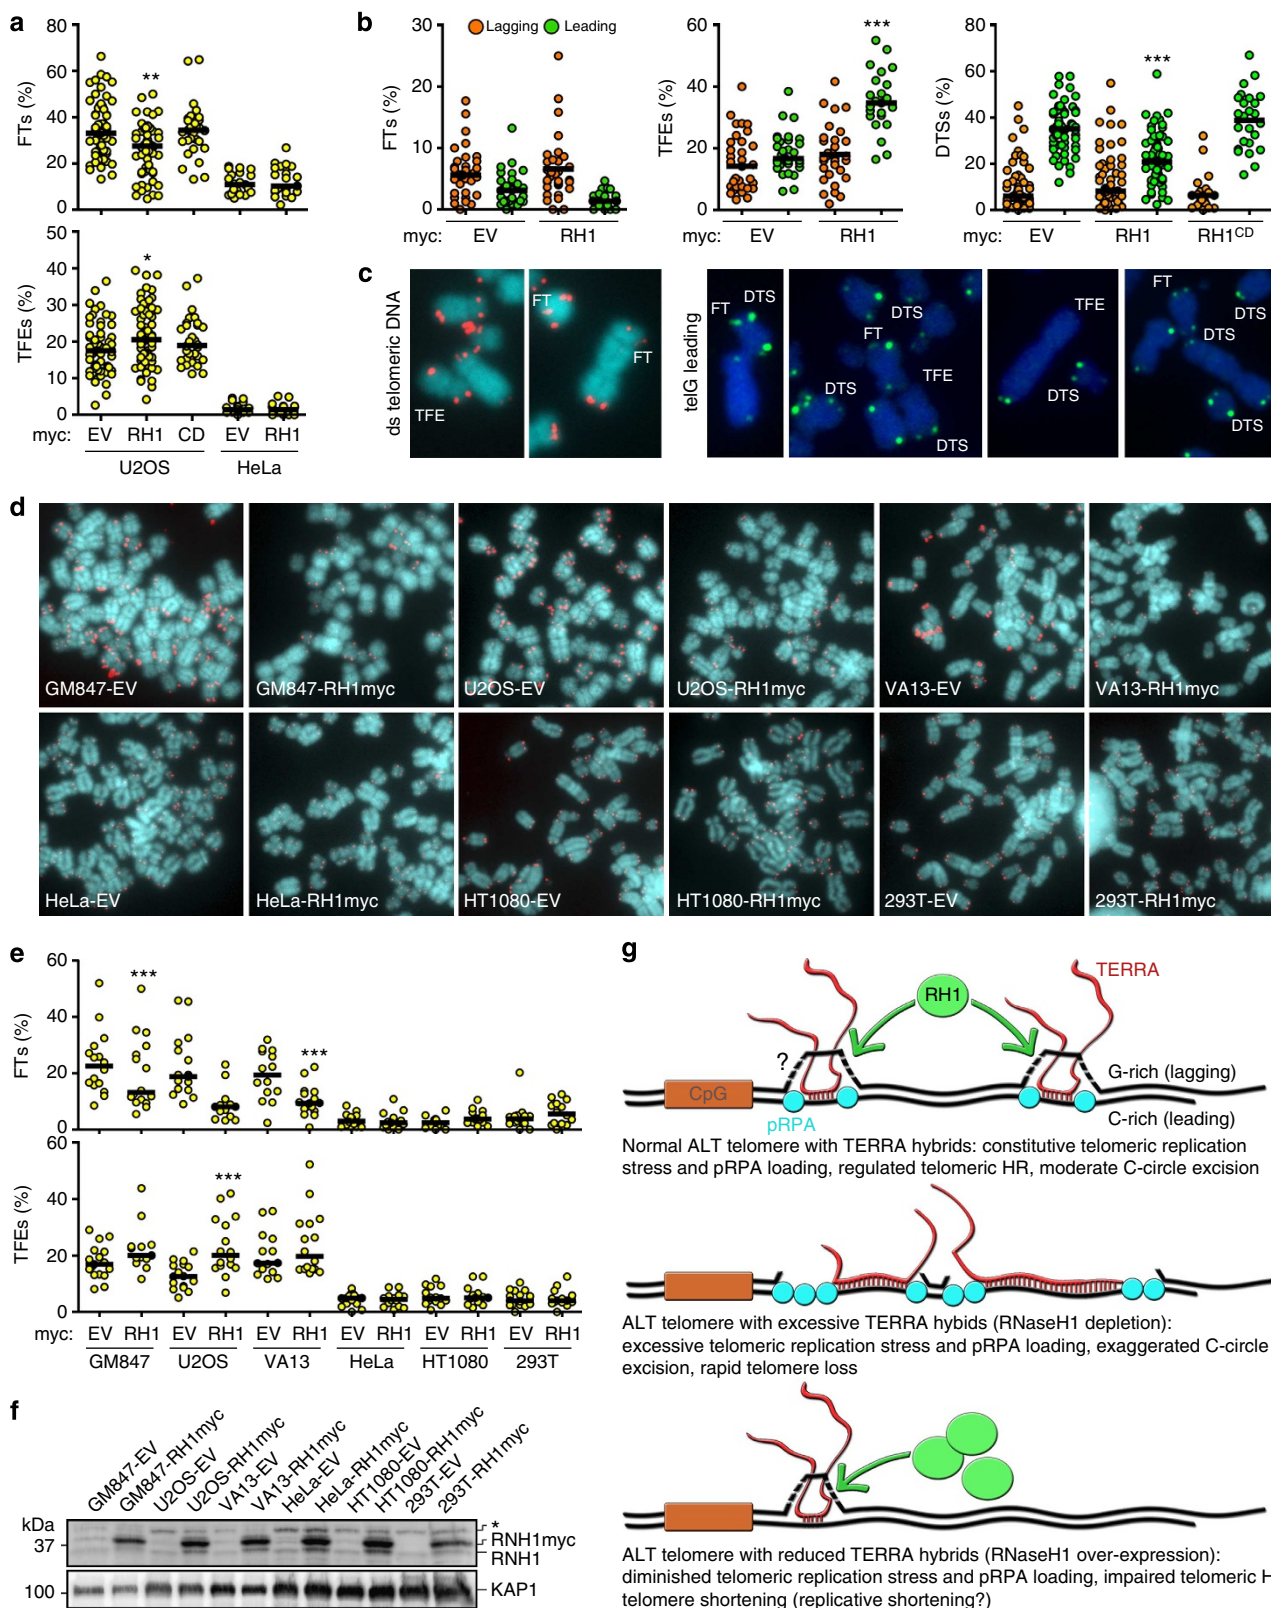 a
FTs (%)
80
60
40
20
0
**
TFEs (%)
50
40
30
20
10
0
*
myc: EV RH1 CD EV RH1
U2OS HeLa
b
Lagging Leading
FTs (%)
30
20
10
0
myc: EV RH1
TFEs (%)
60
40
20
0
***
EV RH1
DTSs (%)
80
60
40
20
0
***
EV RH1 RH1CD
c
ds telomeric DNA
TFE
FT
FT
telG leading
FT DTS
DTS
FT
TFE
DTS
DTS
TFE
DTS
FT
DTS
DTS
DTS
d
GM847-EV GM847-RH1myc U2OS-EV U2OS-RH1myc VA13-EV VA13-RH1myc
HeLa-EV HeLa-RH1myc HT1080-EV HT1080-RH1myc 293T-EV 293T-RH1myc
e
FTs (%)
60
40
20
0
***
***
TFEs (%)
60
40
20
0
***
myc: EV RH1 EV RH1 EV RH1 EV RH1 EV RH1 EV RH1
GM847 U2OS VA13 HeLa HT1080 293T
f
GM847-EV
GM847-RH1myc
U2OS-EV
U2OS-RH1myc
VA13-EV
VA13-RH1myc
HeLa-EV
HeLa-RH1myc
HT1080-EV
HT1080-RH1myc
293T-EV
293T-RH1myc
kDa
37
100
*
RNH1myc
RNH1
KAP1
g
TERRA
RH1
?
CpG
pRPA
G-rich (lagging)
C-rich (leading)
Normal ALT telomere with TERRA hybrids: constitutive telomeric replication
stress and pRPA loading, regulated telomeric HR, moderate C-circle excision
ALT telomere with excessive TERRA hybids (RNaseH1 depletion):
excessive telomeric replication stress and pRPA loading, exaggerated C-circle
excision, rapid telomere loss
ALT telomere with reduced TERRA hybrids (RNaseH1 over-expression):
diminished telomeric replication stress and pRPA loading, impaired telomeric H
telomere shortening (replicative shortening?)